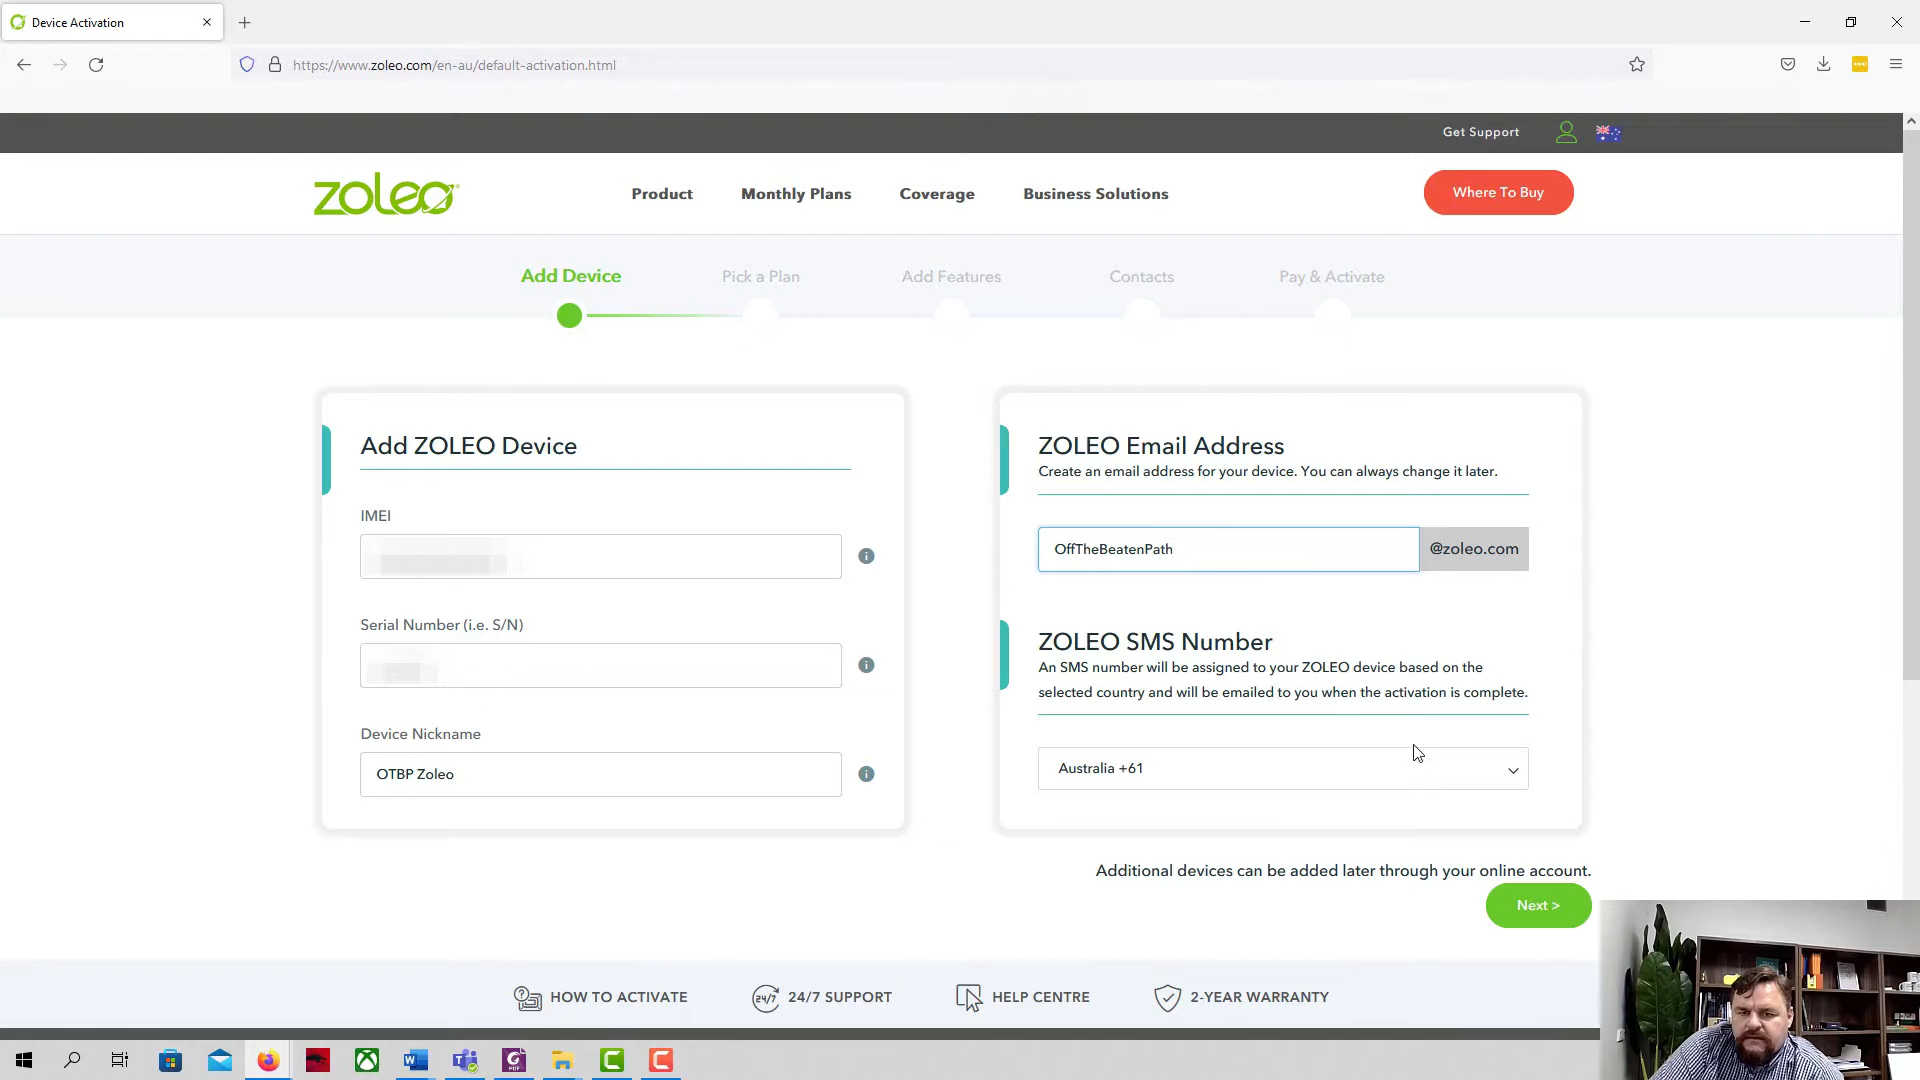 Device Activation
https://www.zoleo.com/en-au/default-activation.html
Get Support
zoleo
Product
Monthly Plans
Coverage
Business Solutions
Where To Buy
Add Device
Pick a Plan
Add Features
Contacts
Pay & Activate
Add ZOLEO Device
IMEI
Serial Number (i.e. S/N)
Device Nickname
OTBP Zoleo
ZOLEO Email Address
Create an email address for your device. You can always change it later.
OffTheBeatenPath
@zoleo.com
ZOLEO SMS Number
An SMS number will be assigned to your ZOLEO device based on the
selected country and will be emailed to you when the activation is complete.
Australia +61
Additional devices can be added later through your online account.
Next >
HOW TO ACTIVATE
24/7
24/7 SUPPORT
HELP CENTRE
2-YEAR WARRANTY